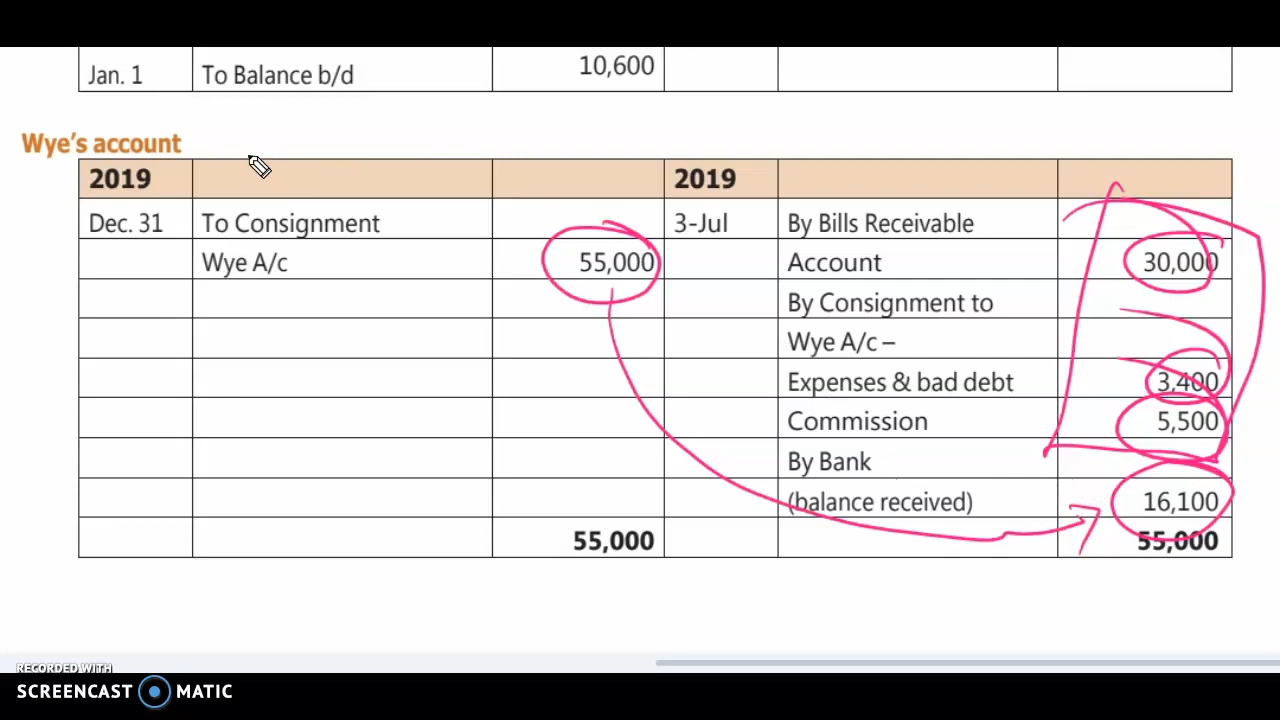 Jan. 1 To Balance b/d 10,600
Wye's account
2019 2019
Dec. 31 To Consignment 3-Jul By Bills Receivable
Wye A/c 55,000 Account 30,000
By Consignment to
Wye A/c –
Expenses & bad debt 3,400
Commission 5,500
By Bank
(balance received) 16,100
55,000 55,000
RECORDED WITH
SCREENCAST MATIC